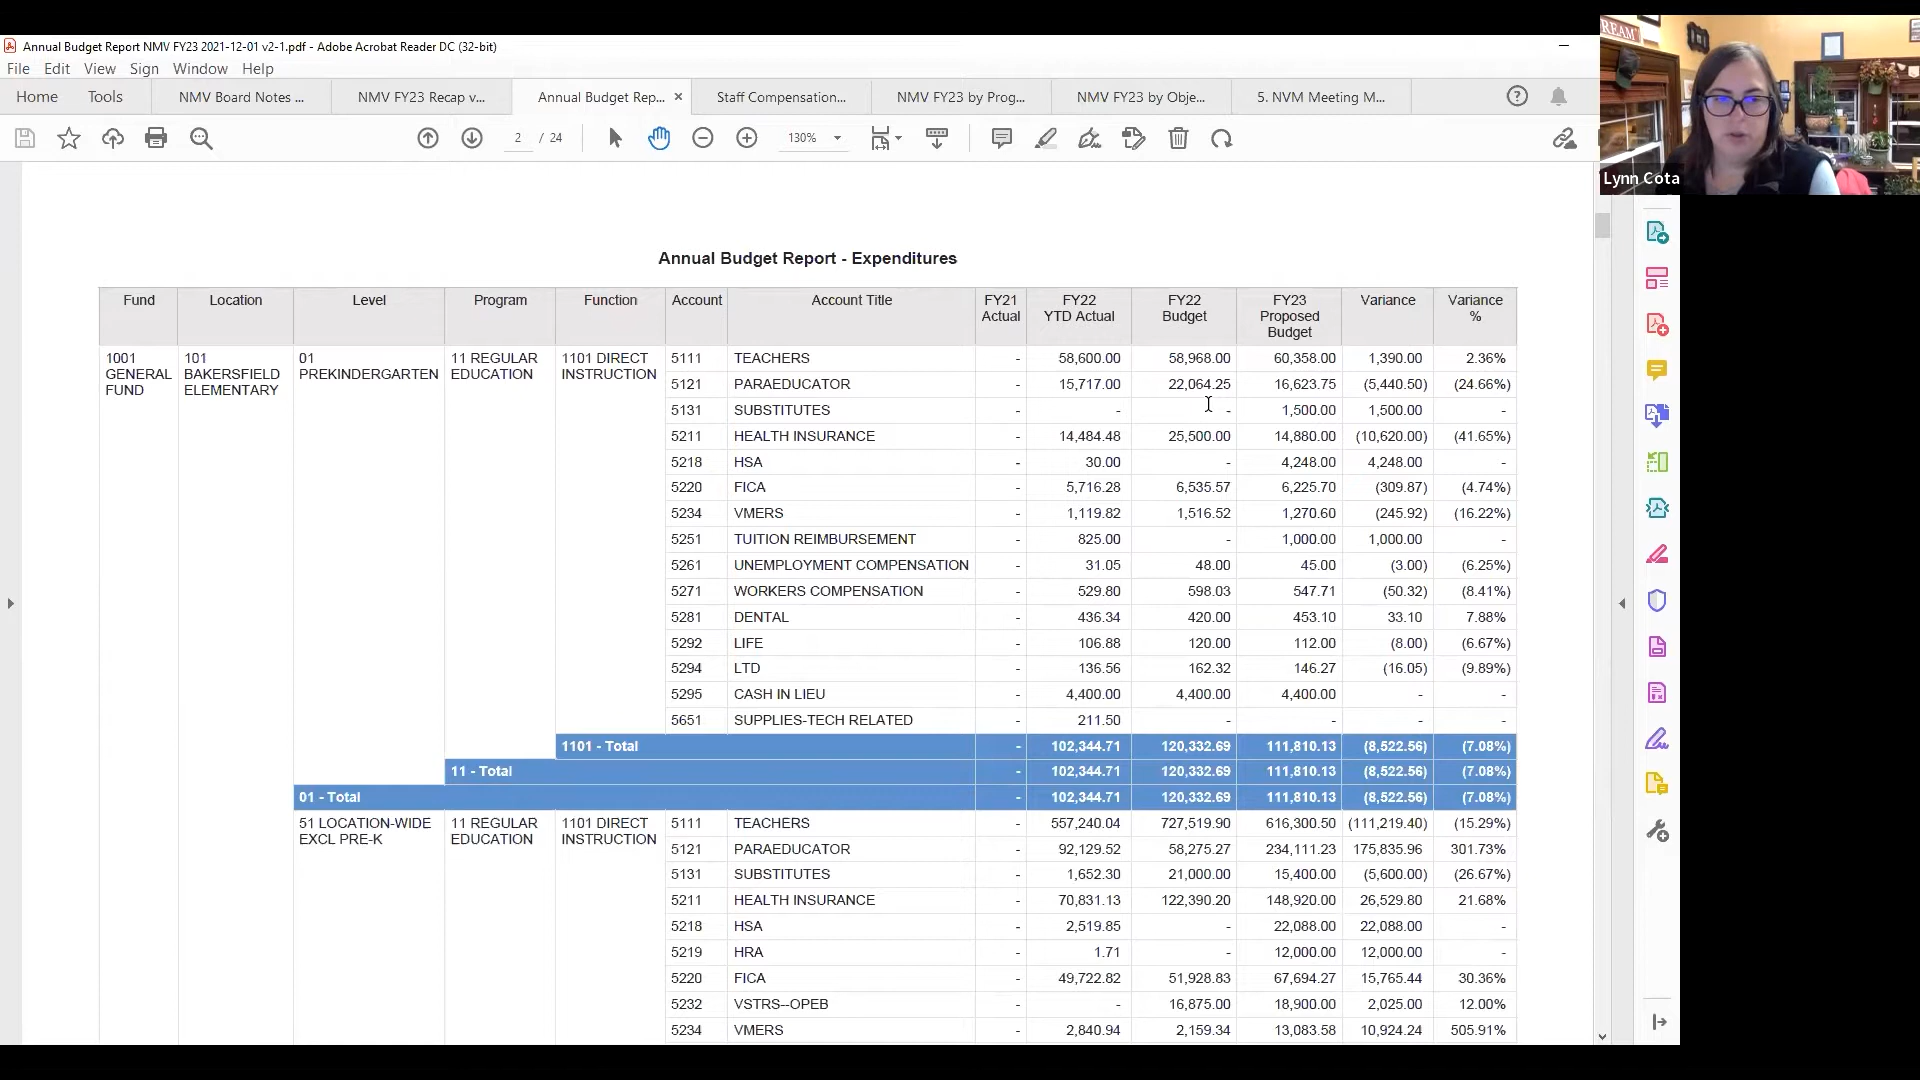 Annual Budget Report NMV FY23 2021-12-01 v2-1.pdf - Adobe Acrobat Reader DC (32-bit)
File Edit View Sign Window Help
Home Tools NMV Board Notes ... NMV FY23 Recap v... Annual Budget Rep... × Staff Compensation... NMV FY23 by Prog... NMV FY23 by Obje... 5. NVM Meeting M...
2 / 24 130%
REAM
Lynn Cota
Annual Budget Report - Expenditures
Fund Location Level Program Function Account Account Title FY21 Actual FY22 YTD Actual FY22 Budget FY23 Proposed Budget Variance Variance %
1001 GENERAL FUND 101 BAKERSFIELD ELEMENTARY 01 PREKINDERGARTEN 11 REGULAR EDUCATION 1101 DIRECT INSTRUCTION 5111 TEACHERS - 58,600.00 58,968.00 60,358.00 1,390.00 2.36%
5121 PARAEDUCATOR - 15,717.00 22,064.25 16,623.75 (5,440.50) (24.66%)
5131 SUBSTITUTES - - - 1,500.00 1,500.00 -
5211 HEALTH INSURANCE - 14,484.48 25,500.00 14,880.00 (10,620.00) (41.65%)
5218 HSA - 30.00 - 4,248.00 4,248.00 -
5220 FICA - 5,716.28 6,535.57 6,225.70 (309.87) (4.74%)
5234 VMERS - 1,119.82 1,516.52 1,270.60 (245.92) (16.22%)
5251 TUITION REIMBURSEMENT - 825.00 - 1,000.00 1,000.00 -
5261 UNEMPLOYMENT COMPENSATION - 31.05 48.00 45.00 (3.00) (6.25%)
5271 WORKERS COMPENSATION - 529.80 598.03 547.71 (50.32) (8.41%)
5281 DENTAL - 436.34 420.00 453.10 33.10 7.88%
5292 LIFE - 106.88 120.00 112.00 (8.00) (6.67%)
5294 LTD - 136.56 162.32 146.27 (16.05) (9.89%)
5295 CASH IN LIEU - 4,400.00 4,400.00 4,400.00 - -
5651 SUPPLIES-TECH RELATED - 211.50 - - - -
1101 - Total - 102,344.71 120,332.69 111,810.13 (8,522.56) (7.08%)
11 - Total - 102,344.71 120,332.69 111,810.13 (8,522.56) (7.08%)
01 - Total - 102,344.71 120,332.69 111,810.13 (8,522.56) (7.08%)
51 LOCATION-WIDE EXCL PRE-K 11 REGULAR EDUCATION 1101 DIRECT INSTRUCTION 5111 TEACHERS - 557,240.04 727,519.90 616,300.50 (111,219.40) (15.29%)
5121 PARAEDUCATOR - 92,129.52 58,275.27 234,111.23 175,835.96 301.73%
5131 SUBSTITUTES - 1,652.30 21,000.00 15,400.00 (5,600.00) (26.67%)
5211 HEALTH INSURANCE - 70,831.13 122,390.20 148,920.00 26,529.80 21.68%
5218 HSA - 2,519.85 - 22,088.00 22,088.00 -
5219 HRA - 1.71 - 12,000.00 12,000.00 -
5220 FICA - 49,722.82 51,928.83 67,694.27 15,765.44 30.36%
5232 VSTRS--OPEB - - 16,875.00 18,900.00 2,025.00 12.00%
5234 VMERS - 2,840.94 2,159.34 13,083.58 10,924.24 505.91%